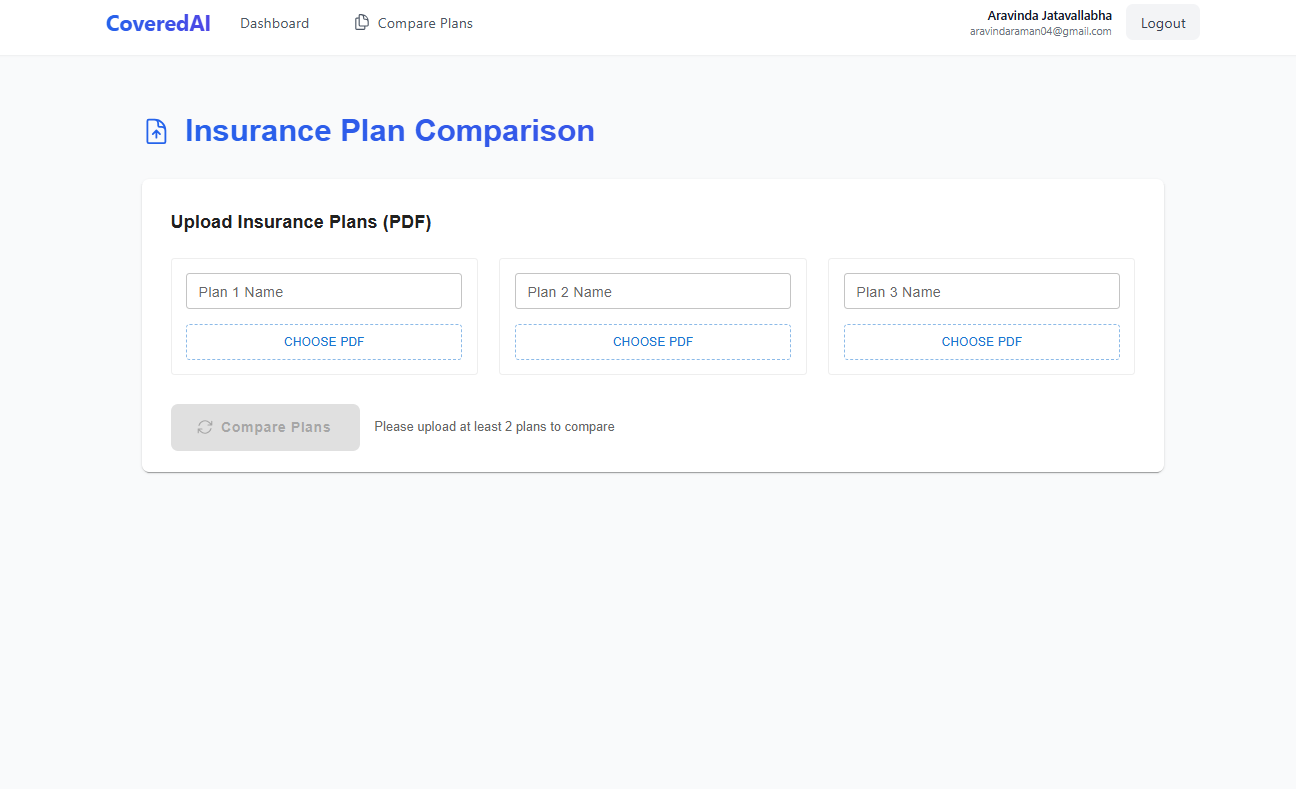 CoveredAI Dashboard Compare Plans Aravinda Jatavallabha Logout
aravindaraman04@gmail.com
Insurance Plan Comparison
Upload Insurance Plans (PDF)
Plan 1 Name Plan 2 Name Plan 3 Name
CHOOSE PDF CHOOSE PDF CHOOSE PDF
Compare Plans Please upload at least 2 plans to compare